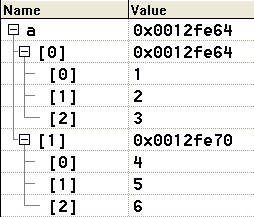 Name Value
a 0x0012fe64
[0] 0x0012fe64
[0] 1
[1] 2
[2] 3
[1] 0x0012fe70
[0] 4
[1] 5
[2] 6